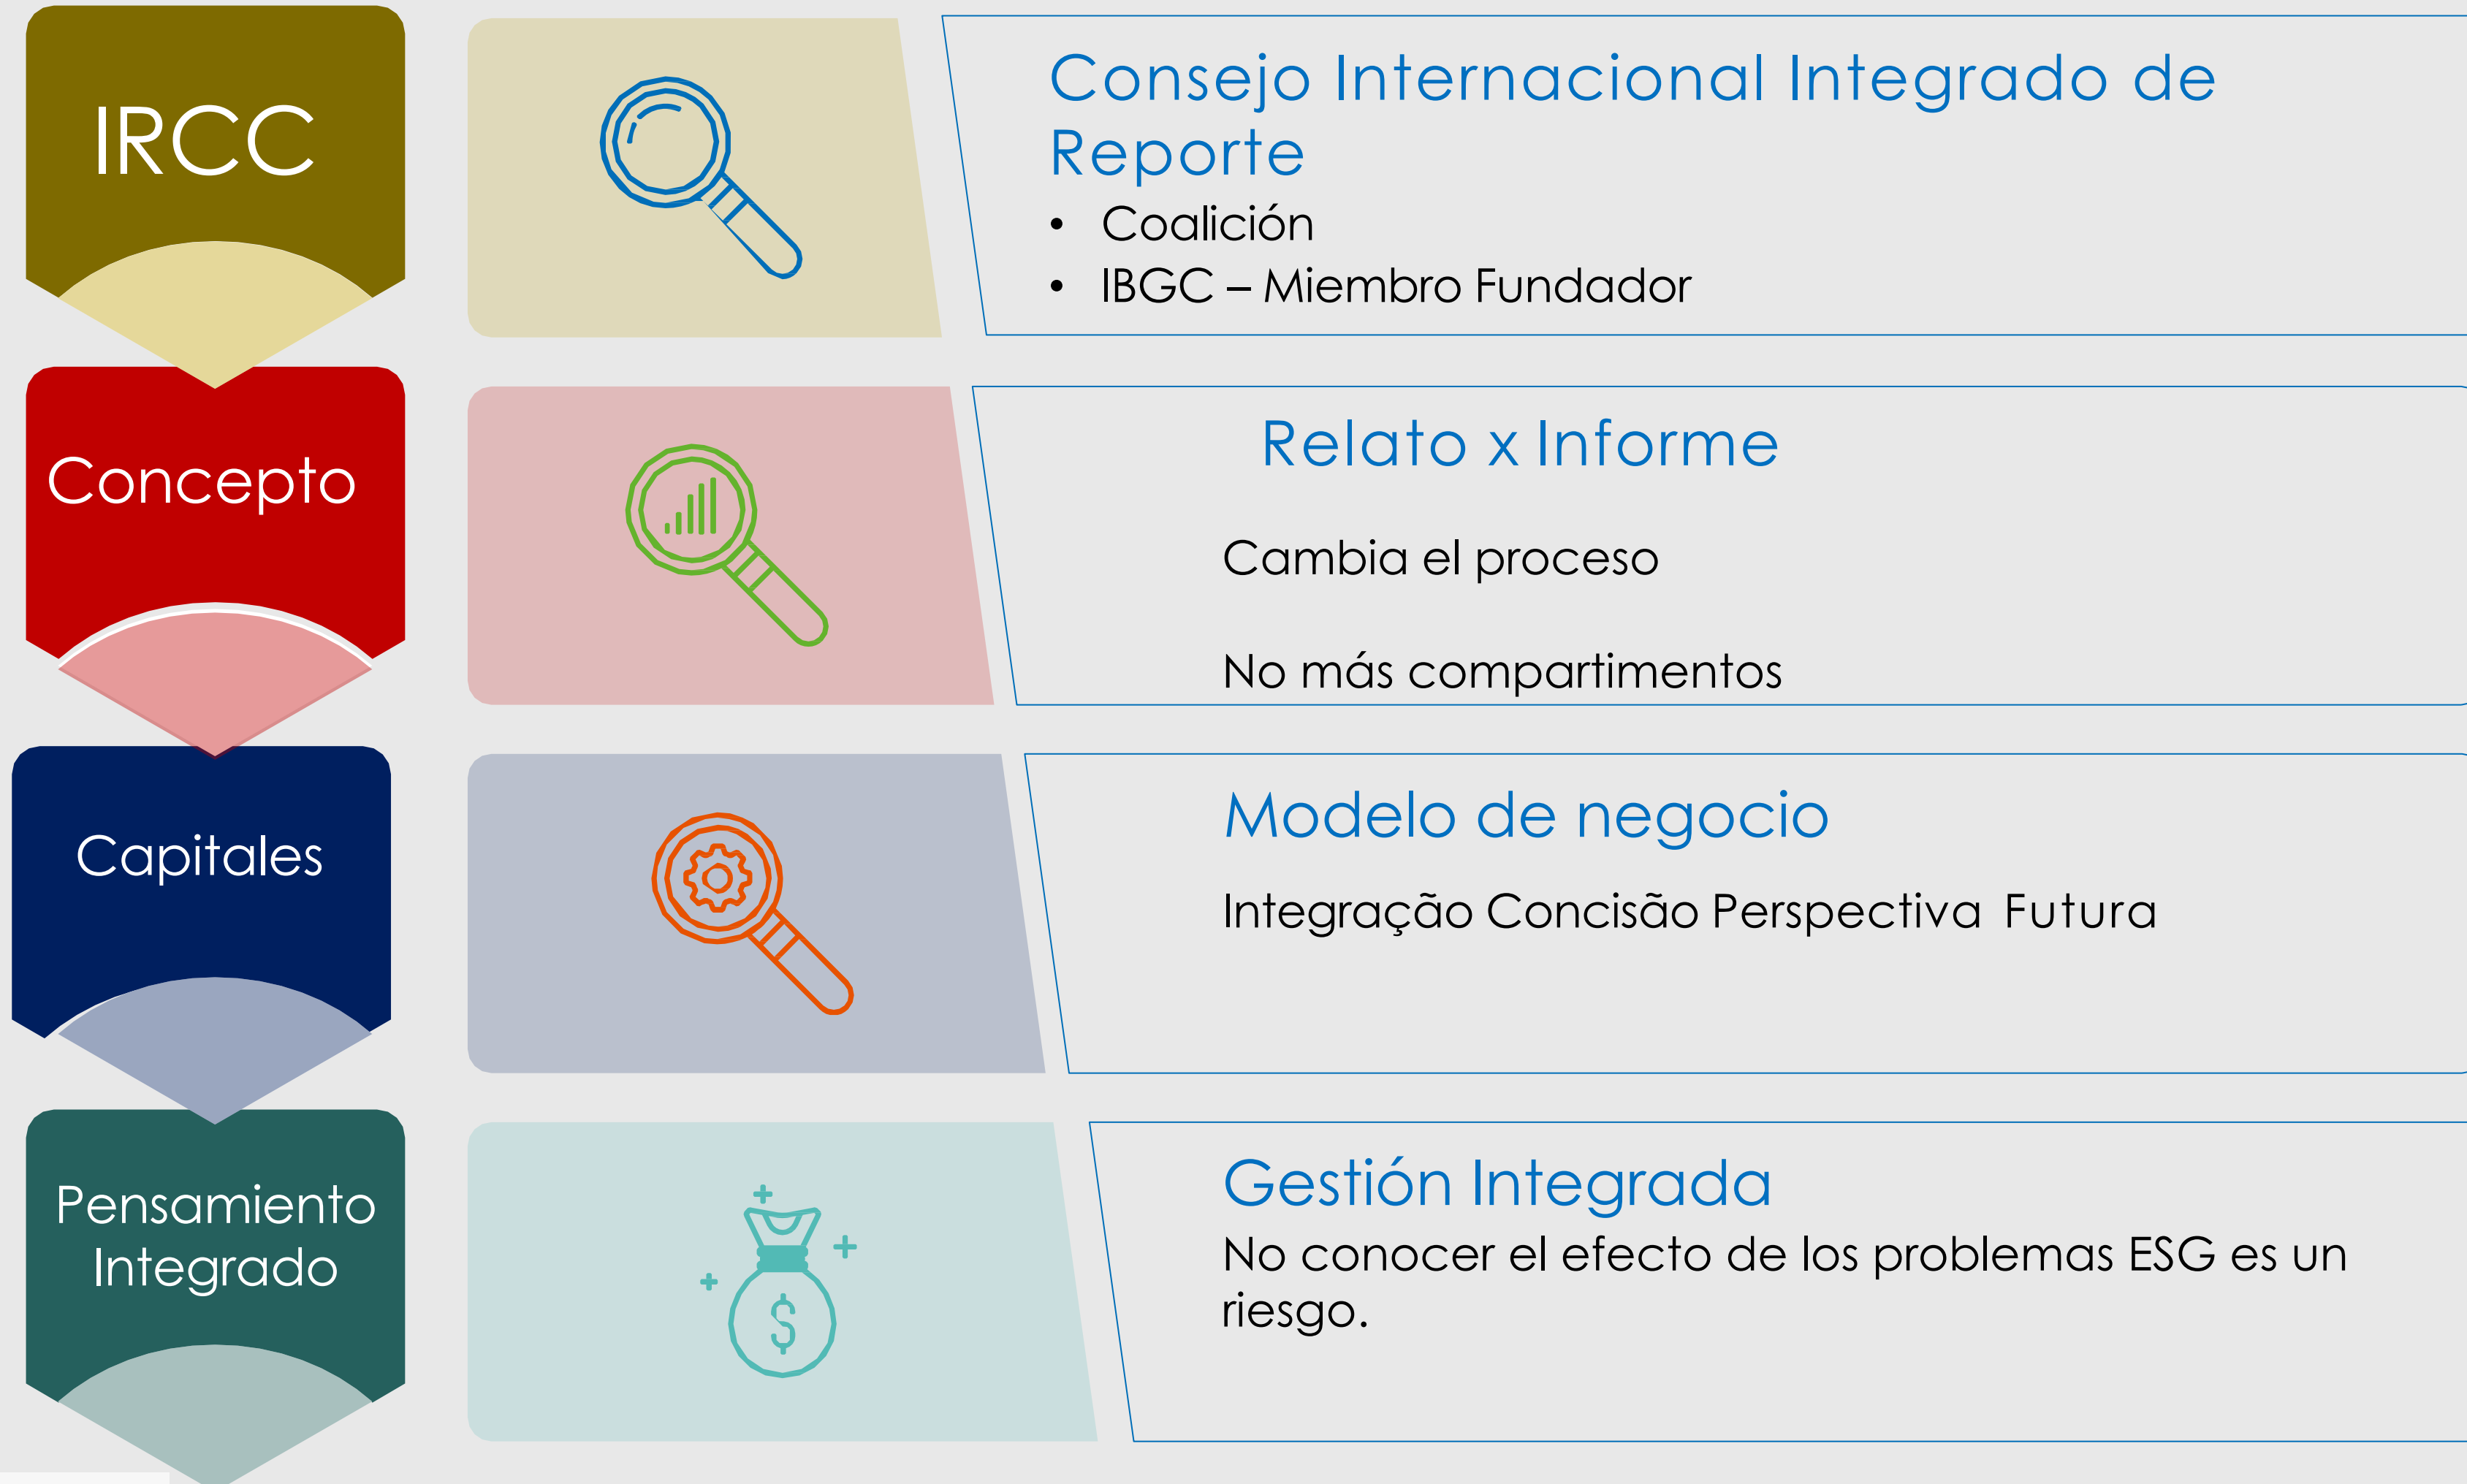 IRCC
Consejo Internacional Integrado de
Reporte
• Coalición
• IBGC – Miembro Fundador
Concepto
Relato x Informe
Cambia el proceso
No más compartimentos
Capitales
Modelo de negocio
Integração Concisão Perspectiva Futura
Pensamiento
Integrado
Gestión Integrada
No conocer el efecto de los problemas ESG es un
riesgo.
$